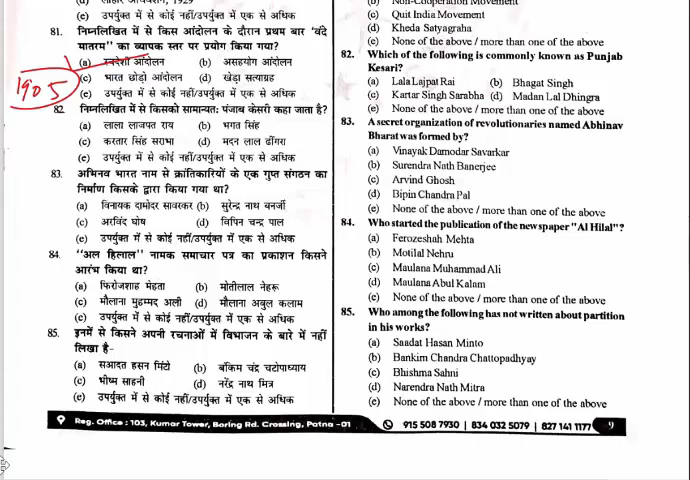 (c) उपर्युक्त में से कोई नहीं/उपर्युक्त में से एक से अधिक
81. निम्नलिखित में से किस आंदोलन के दौरान प्रथम बार 'वंदे
मातरम" का व्यापक स्तर पर प्रयोग किया गया?
(a) स्वदेशी आंदोलन (b) असहयोग आंदोलन
(c) भारत छोड़ो आंदोलन (d) खेड़ा सत्याग्रह
(e) उपर्युक्त में से कोई नहीं/उपर्युक्त में से एक से अधिक
1905
82. निम्नलिखित में से किसको सामान्यतः पंजाब केसरी कहा जाता है?
(a) लाला लाजपत राय (b) भगत सिंह
(c) करतार सिंह सराभा (d) मदन लाल ढींगरा
(e) उपर्युक्त में से कोई नहीं/उपर्युक्त में से एक से अधिक
83. अभिनव भारत नाम से क्रांतिकारियों के एक गुप्त संगठन का
निर्माण किसके द्वारा किया गया था?
(a) विनायक दामोदर सावरकर (b) सुरेन्द्र नाथ बनर्जी
(c) अरविंद घोष (d) विपिन चन्द्र पाल
(e) उपर्युक्त में से कोई नहीं/उपर्युक्त में से एक से अधिक
84. "अल हिलाल" नामक समाचार पत्र का प्रकाशन किसने
आरंभ किया था?
(a) फिरोजशाह मेहता (b) मोतीलाल नेहरू
(c) मौलाना मुहम्मद अली (d) मौलाना अबुल कलाम
(e) उपर्युक्त में से कोई नहीं/उपर्युक्त में से एक से अधिक
85. इनमें से किसने अपनी रचनाओं में विभाजन के बारे में नहीं
लिखा है-
(a) सआदत हसन मिंटो (b) बंकिम चंद्र चटोपाध्याय
(c) भीष्म साहनी (d) नरेंद्र नाथ मित्र
(e) उपर्युक्त में से कोई नहीं/उपर्युक्त में से एक से अधिक
(b) Non-Cooperation Movement
(c) Quit India Movement
(d) Kheda Satyagraha
(e) None of the above / more than one of the above
82. Which of the following is commonly known as Punjab
Kesari?
(a) Lala Lajpat Rai (b) Bhagat Singh
(c) Kartar Singh Sarabha (d) Madan Lal Dhingra
(e) None of the above / more than one of the above
83. A secret organization of revolutionaries named Abhinav
Bharat was formed by?
(a) Vinayak Damodar Savarkar
(b) Surendra Nath Banerjee
(c) Arvind Ghosh
(d) Bipin Chandra Pal
(e) None of the above / more than one of the above
84. Who started the publication of the newspaper "Al Hilal"?
(a) Ferozeshah Mehta
(b) Motilal Nehru
(c) Maulana Muhammad Ali
(d) Maulana Abul Kalam
(e) None of the above / more than one of the above
85. Who among the following has not written about partition
in his works?
(a) Saadat Hasan Minto
(b) Bankim Chandra Chattopadhyay
(c) Bhishma Sahni
(d) Narendra Nath Mitra
(e) None of the above / more than one of the above
Reg. Office : 103, Kumar Tower, Boring Rd. Crossing, Patna -01 915 508 7930 | 834 032 5079 | 827 141 1177 9